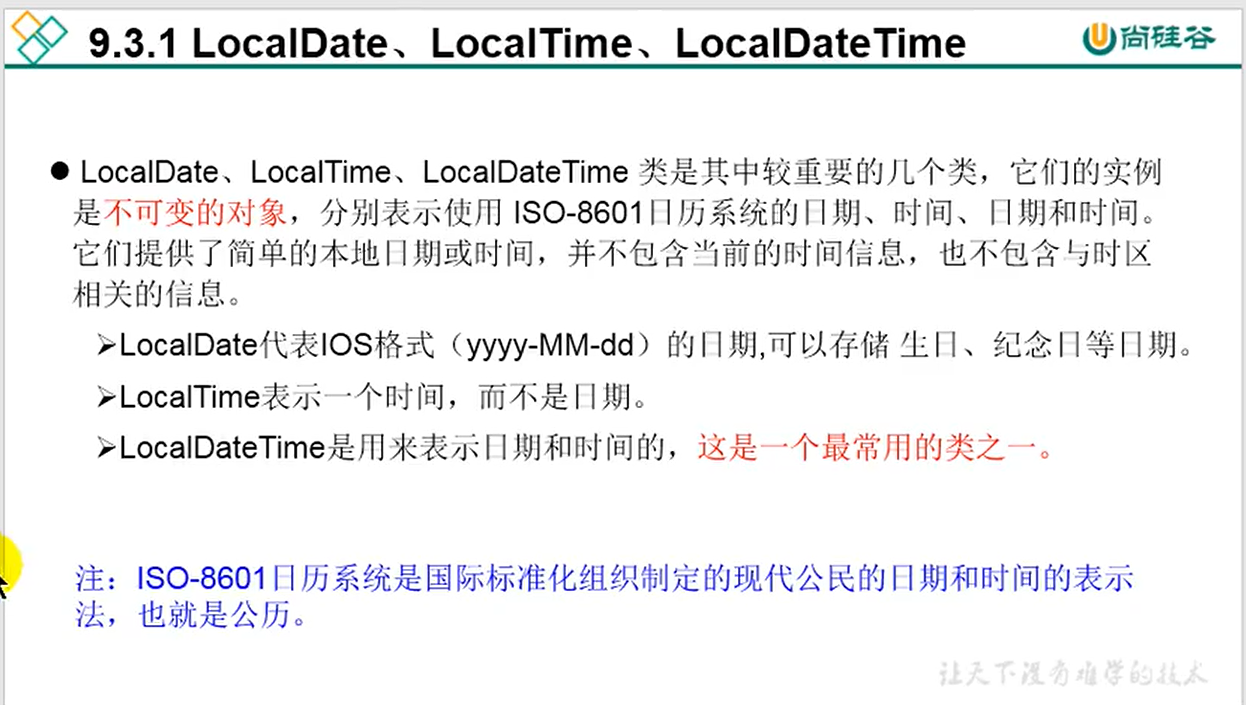 9.3.1 LocalDate、LocalTime、LocalDateTime
尚硅谷
● LocalDate、LocalTime、LocalDateTime 类是其中较重要的几个类，它们的实例
是不可变的对象，分别表示使用 ISO-8601日历系统的日期、时间、日期和时间。
它们提供了简单的本地日期或时间，并不包含当前的时间信息，也不包含与时区
相关的信息。
➢LocalDate代表IOS格式（yyyy-MM-dd）的日期,可以存储 生日、纪念日等日期。
➢LocalTime表示一个时间，而不是日期。
➢LocalDateTime是用来表示日期和时间的，这是一个最常用的类之一。
注：ISO-8601日历系统是国际标准化组织制定的现代公民的日期和时间的表示
法，也就是公历。
让天下没有难学的技术